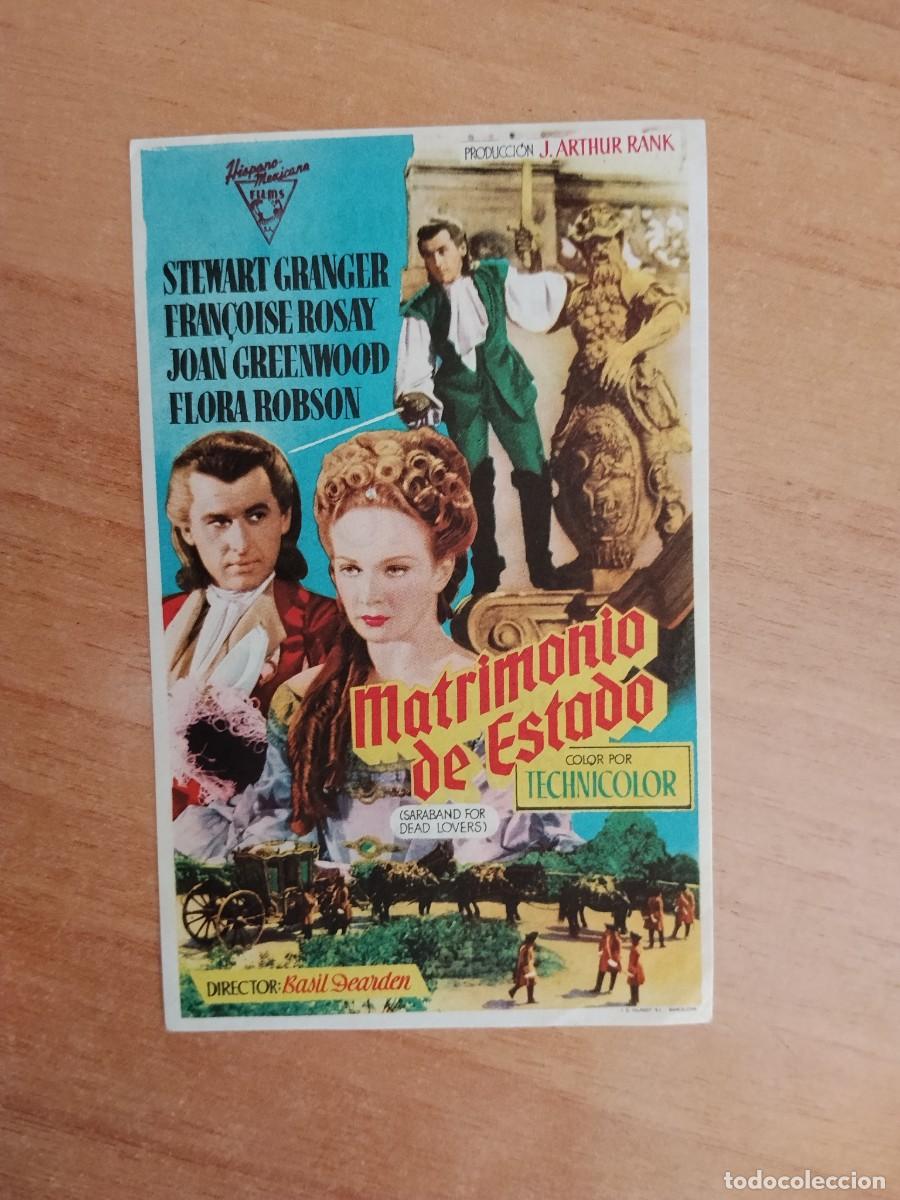 Hispano-
Mexicana
FILMS
PRODUCCIÓN J. ARTHUR RANK
STEWART GRANGER
FRANÇOISE ROSAY
JOAN GREENWOOD
FLORA ROBSON
Matrimonio
de Estado
COLOR POR
TECHNICOLOR
(SARABAND FOR
DEAD LOVERS)
DIRECTOR: Basil Dearden
BARCELONA
todocoleccion